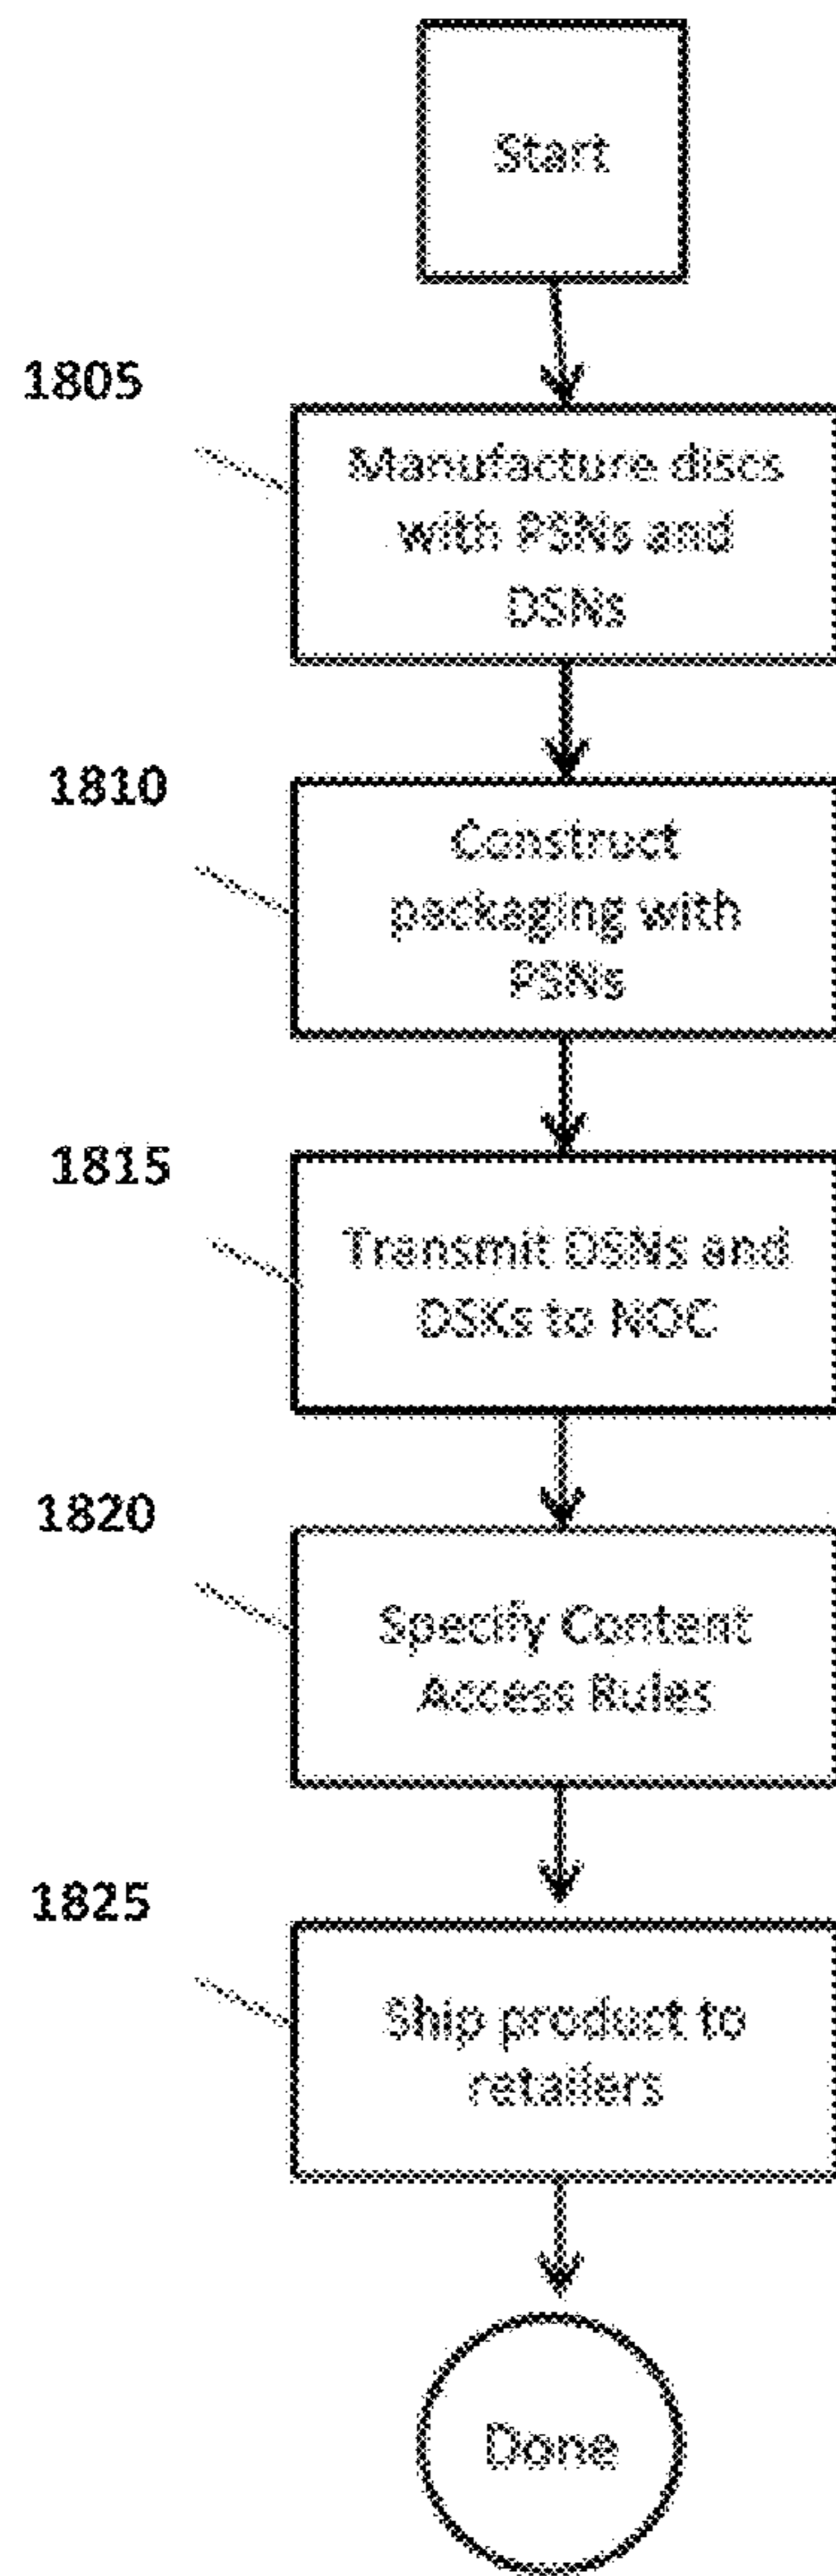 Start
1805
Manufacture discs
with PSNs and
DSNs
1810
Construct
packaging with
PSNs
1815
Transmit DSNs and
DSKs to NOC
1820
Specify Content
Access Rules
1825
Ship product to
retailers
Done